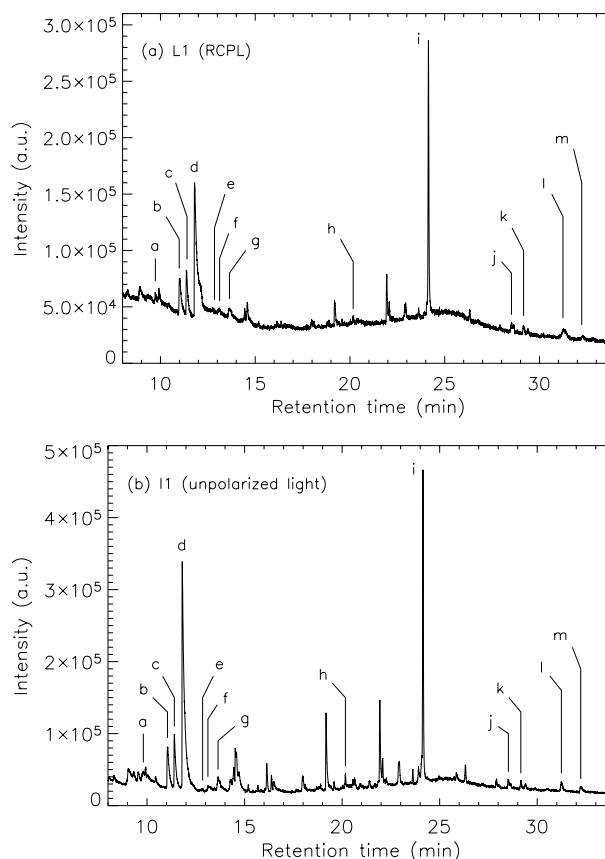 (a) L1 (RCPL)
3.0×10⁵
2.5×10⁵
2.0×10⁵
1.5×10⁵
1.0×10⁵
5.0×10⁴
0
Intensity (a.u.)
a b c d e f g h i j k l m
10 15 20 25 30
Retention time (min)
(b) I1 (unpolarized light)
5×10⁵
4×10⁵
3×10⁵
2×10⁵
1×10⁵
0
Intensity (a.u.)
a b c d e f g h i j k l m
10 15 20 25 30
Retention time (min)